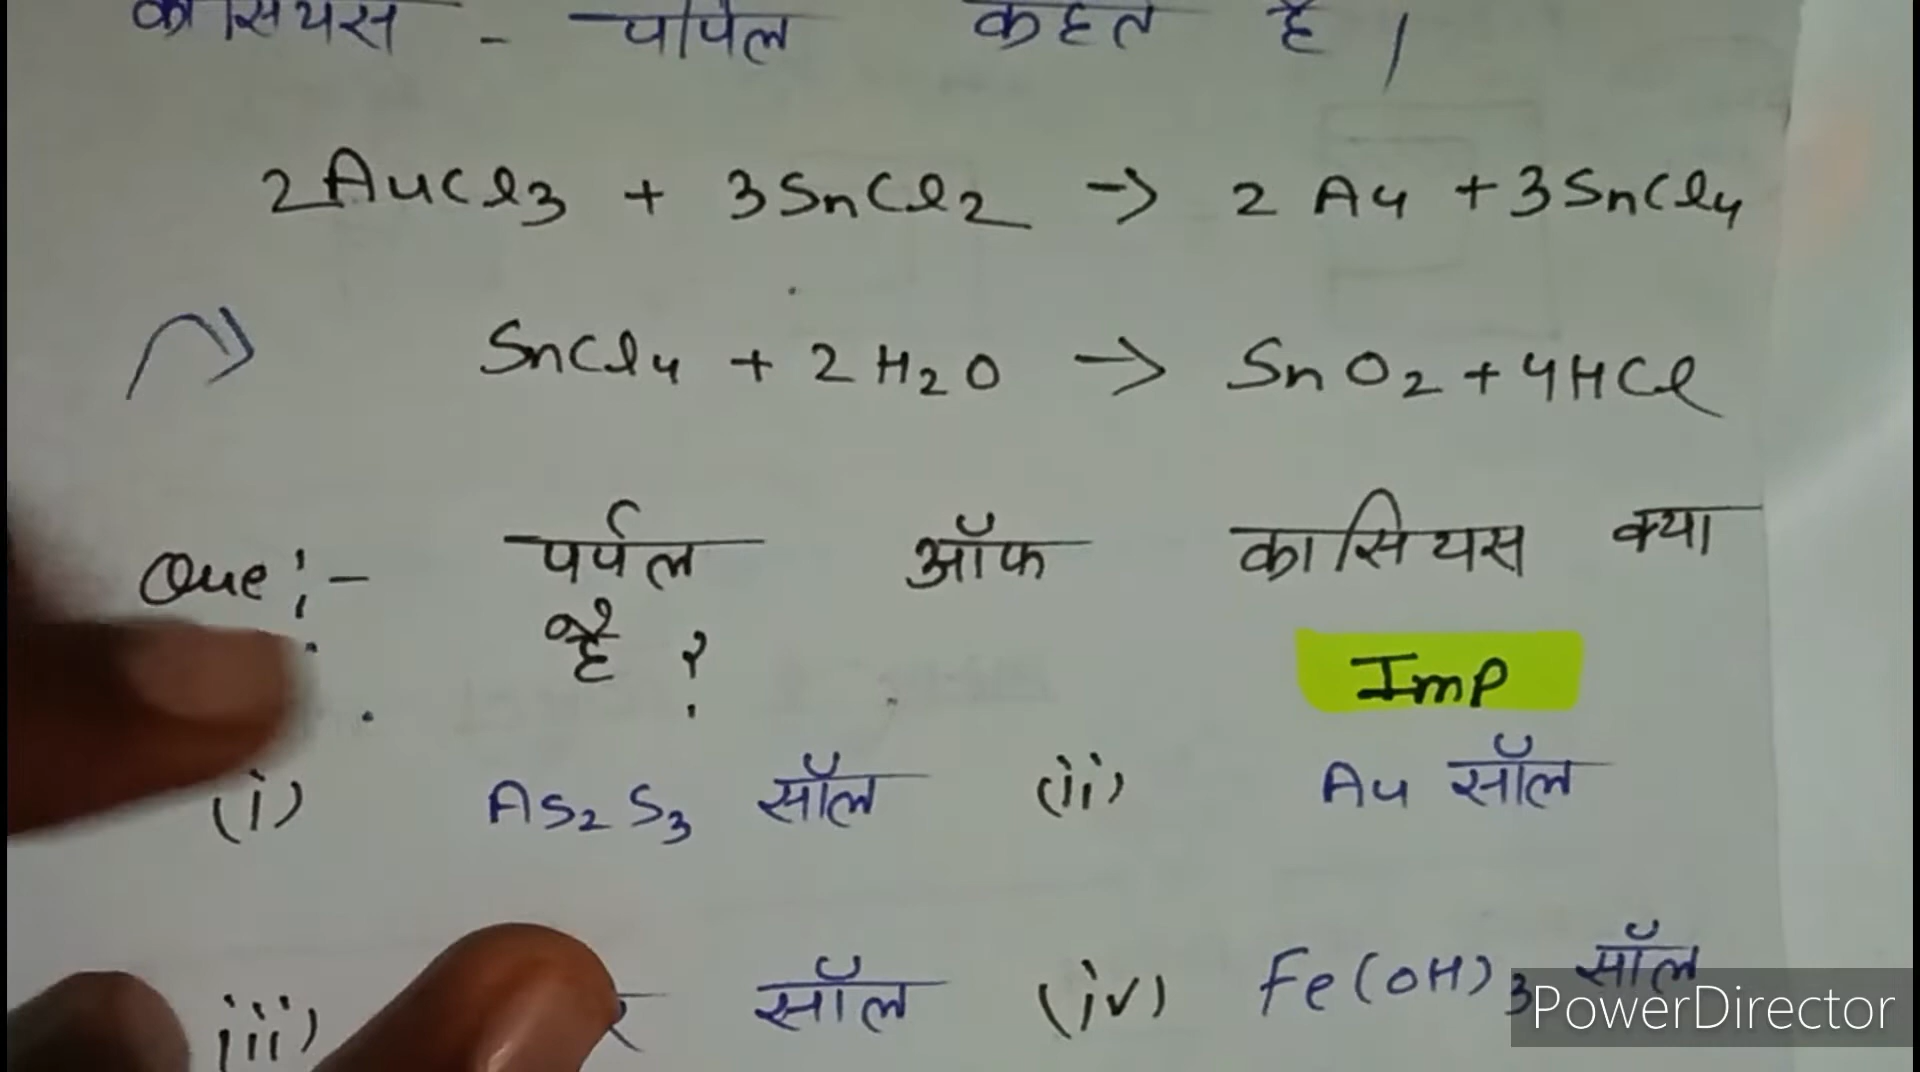 कासियस - पर्पिल कहते हैं।
2AuCl3 + 3SnCl2 → 2Au + 3SnCl4
SnCl4 + 2H2O → SnO2 + 4HCl
Que:- पर्पल ऑफ कासियस क्या
है ?
Imp
(i) As2S3 सॉल (ii) Au सॉल
(iii) सॉल (iv) Fe(OH)3 सॉल
PowerDirector